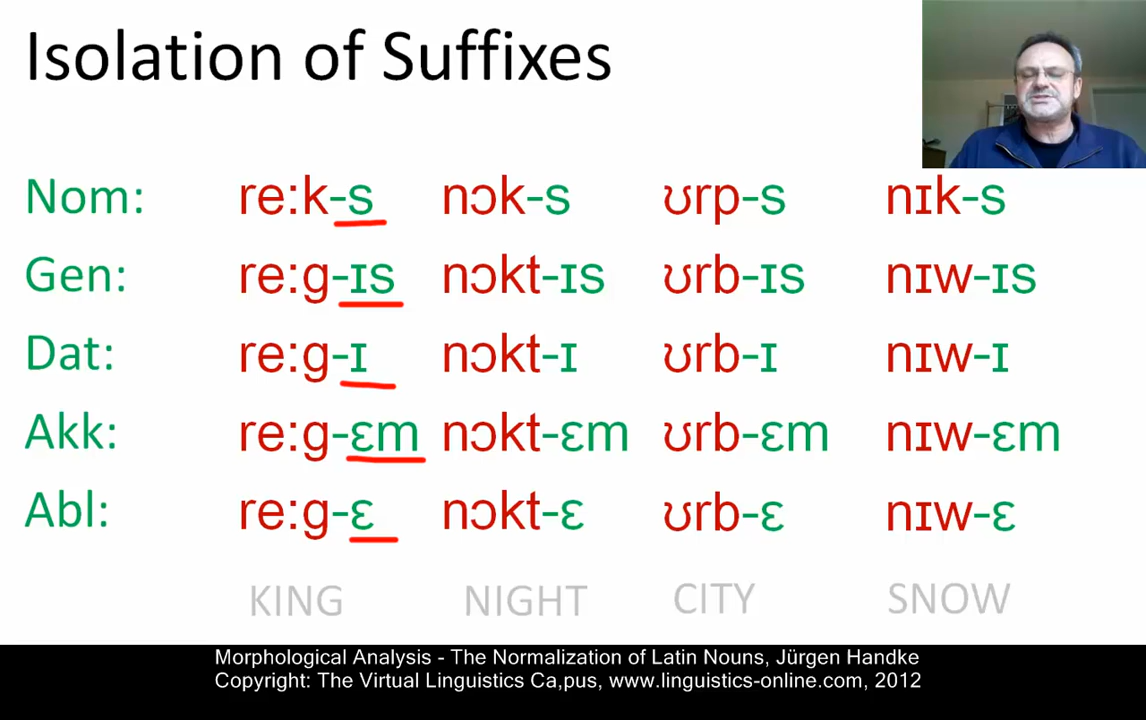 Isolation of Suffixes
Nom: re:k-s nɔk-s ʊrp-s nɪk-s
Gen: re:g-ɪs nɔkt-ɪs ʊrb-ɪs nɪw-ɪs
Dat: re:g-ɪ nɔkt-ɪ ʊrb-ɪ nɪw-ɪ
Akk: re:g-ɛm nɔkt-ɛm ʊrb-ɛm nɪw-ɛm
Abl: re:g-ɛ nɔkt-ɛ ʊrb-ɛ nɪw-ɛ
KING NIGHT CITY SNOW
Morphological Analysis - The Normalization of Latin Nouns, Jürgen Handke
Copyright: The Virtual Linguistics Ca,pus, www.linguistics-online.com, 2012